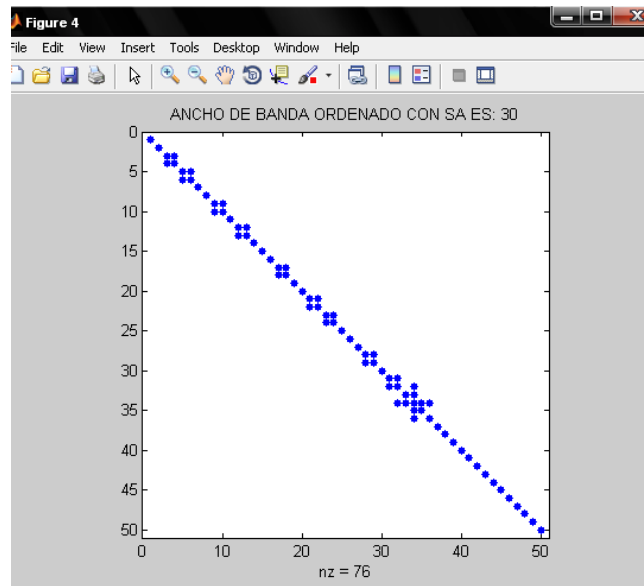 Figure 4
File Edit View Insert Tools Desktop Window Help
ANCHO DE BANDA ORDENADO CON SA ES: 30
0
5
10
15
20
25
30
35
40
45
50
0 10 20 30 40 50
nz = 76